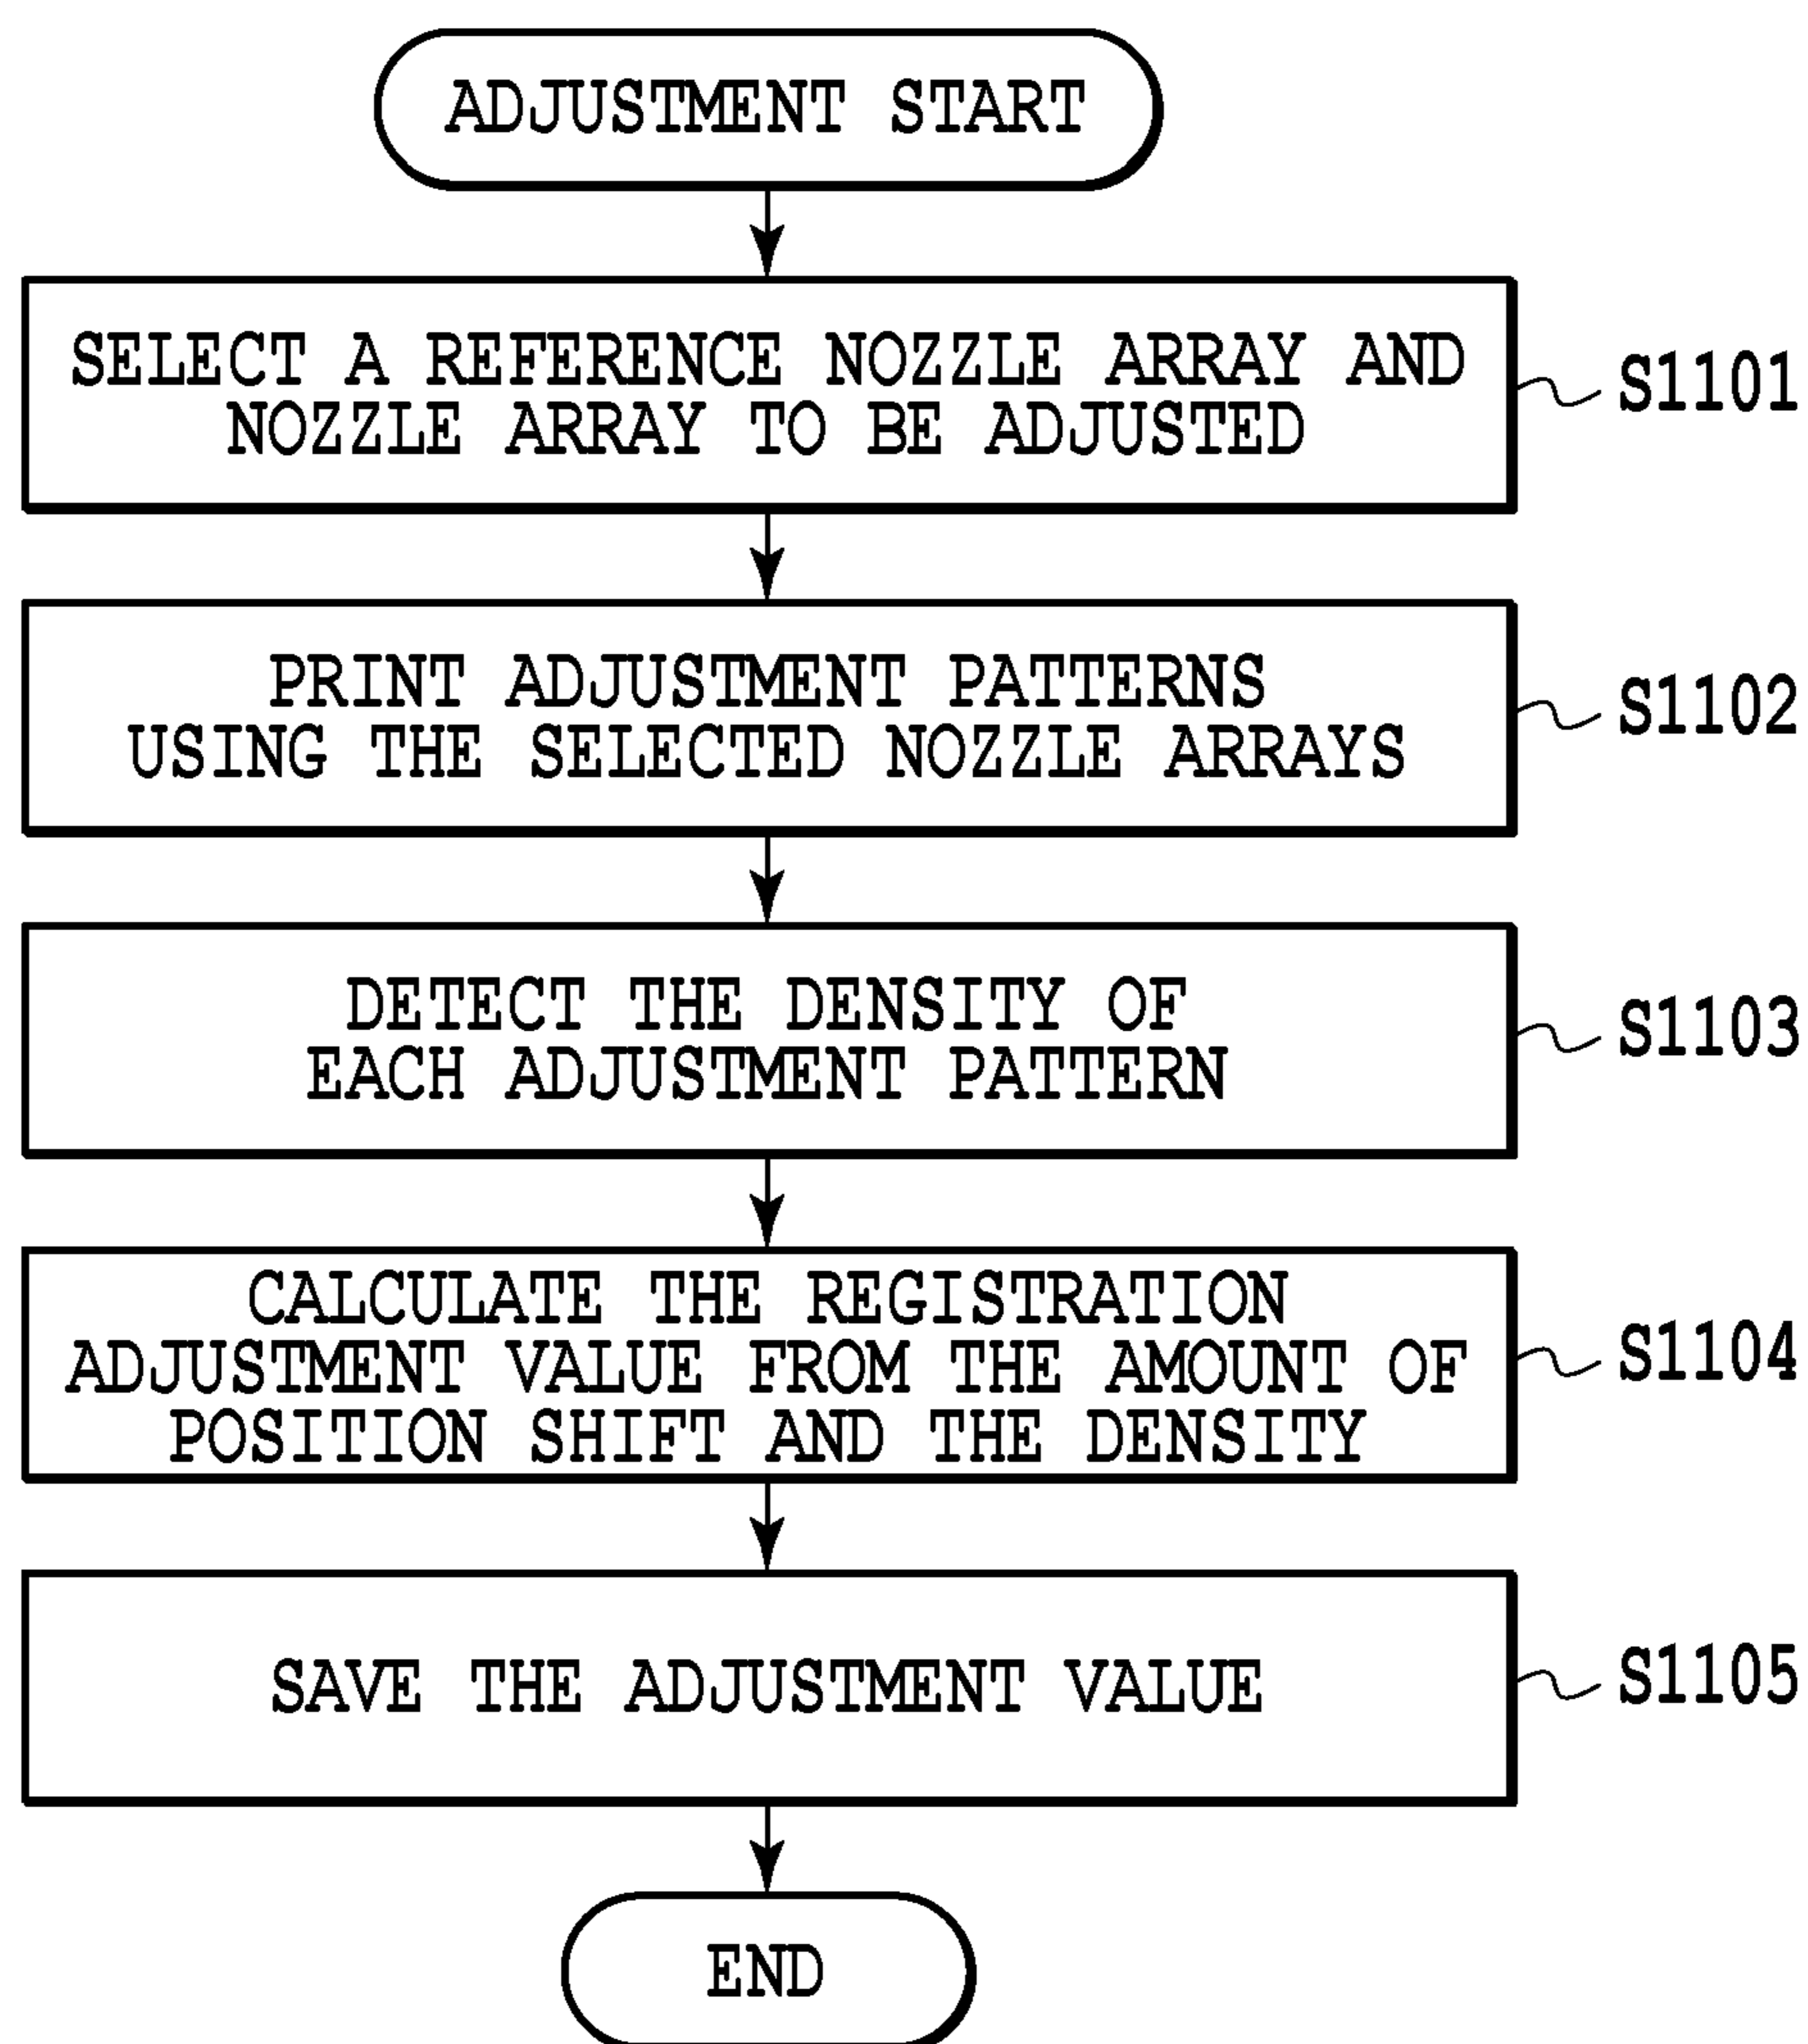 ADJUSTMENT START
SELECT A REFERENCE NOZZLE ARRAY AND
NOZZLE ARRAY TO BE ADJUSTED
S1101
PRINT ADJUSTMENT PATTERNS
USING THE SELECTED NOZZLE ARRAYS
S1102
DETECT THE DENSITY OF
EACH ADJUSTMENT PATTERN
S1103
CALCULATE THE REGISTRATION
ADJUSTMENT VALUE FROM THE AMOUNT OF
POSITION SHIFT AND THE DENSITY
S1104
SAVE THE ADJUSTMENT VALUE
S1105
END